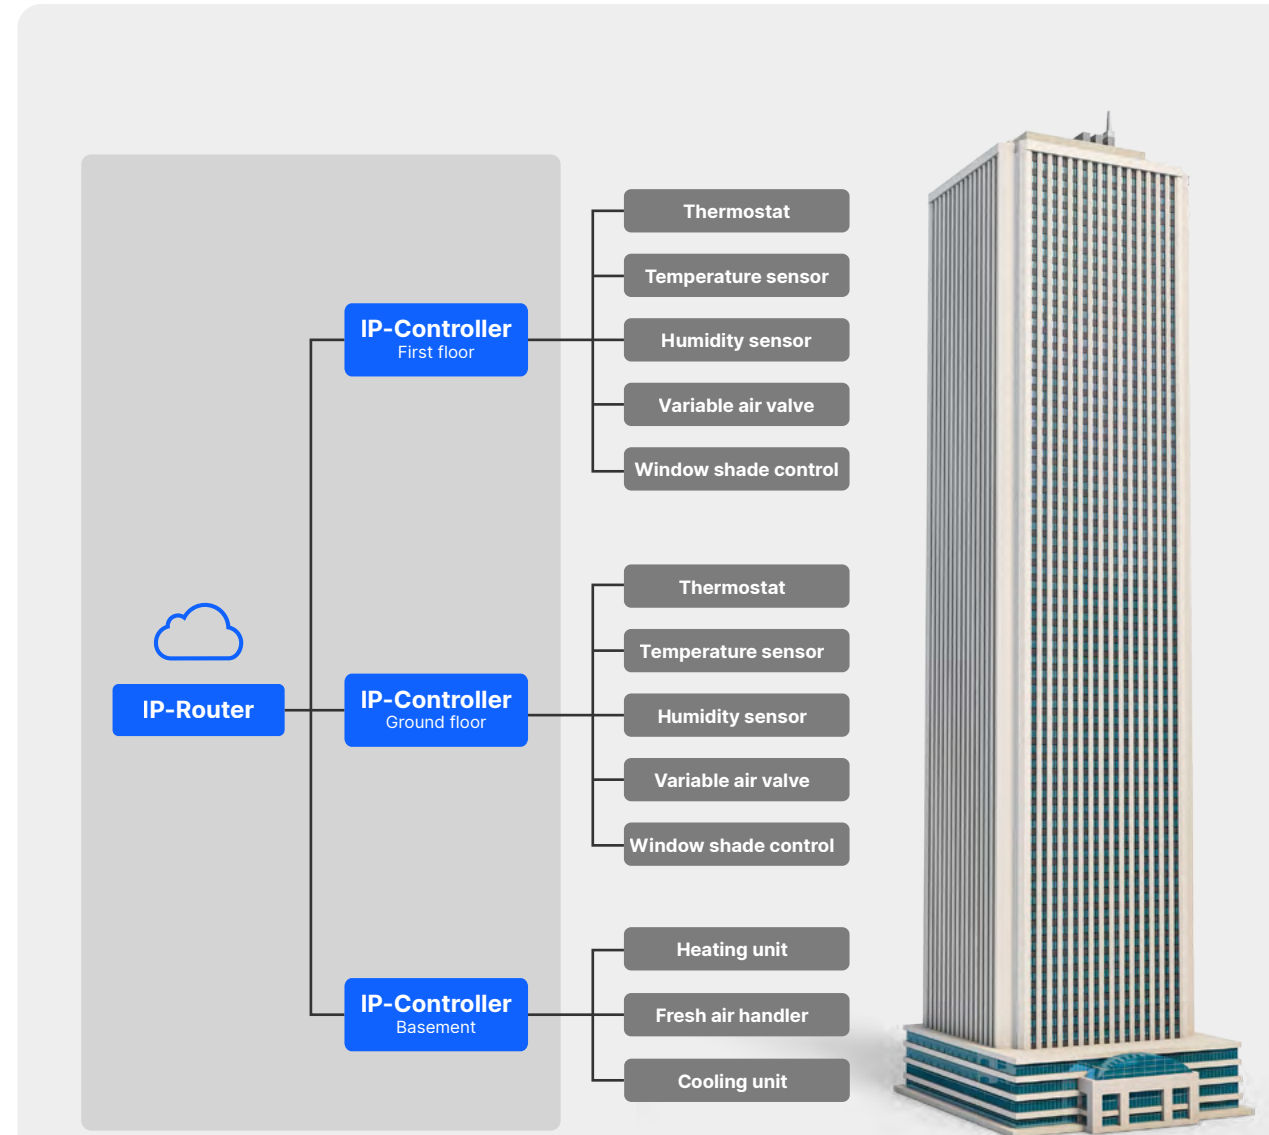 Thermostat
Temperature sensor
IP-Controller
First floor
Humidity sensor
Variable air valve
Window shade control
Thermostat
Temperature sensor
IP-Router
IP-Controller
Ground floor
Humidity sensor
Variable air valve
Window shade control
Heating unit
IP-Controller
Basement
Fresh air handler
Cooling unit